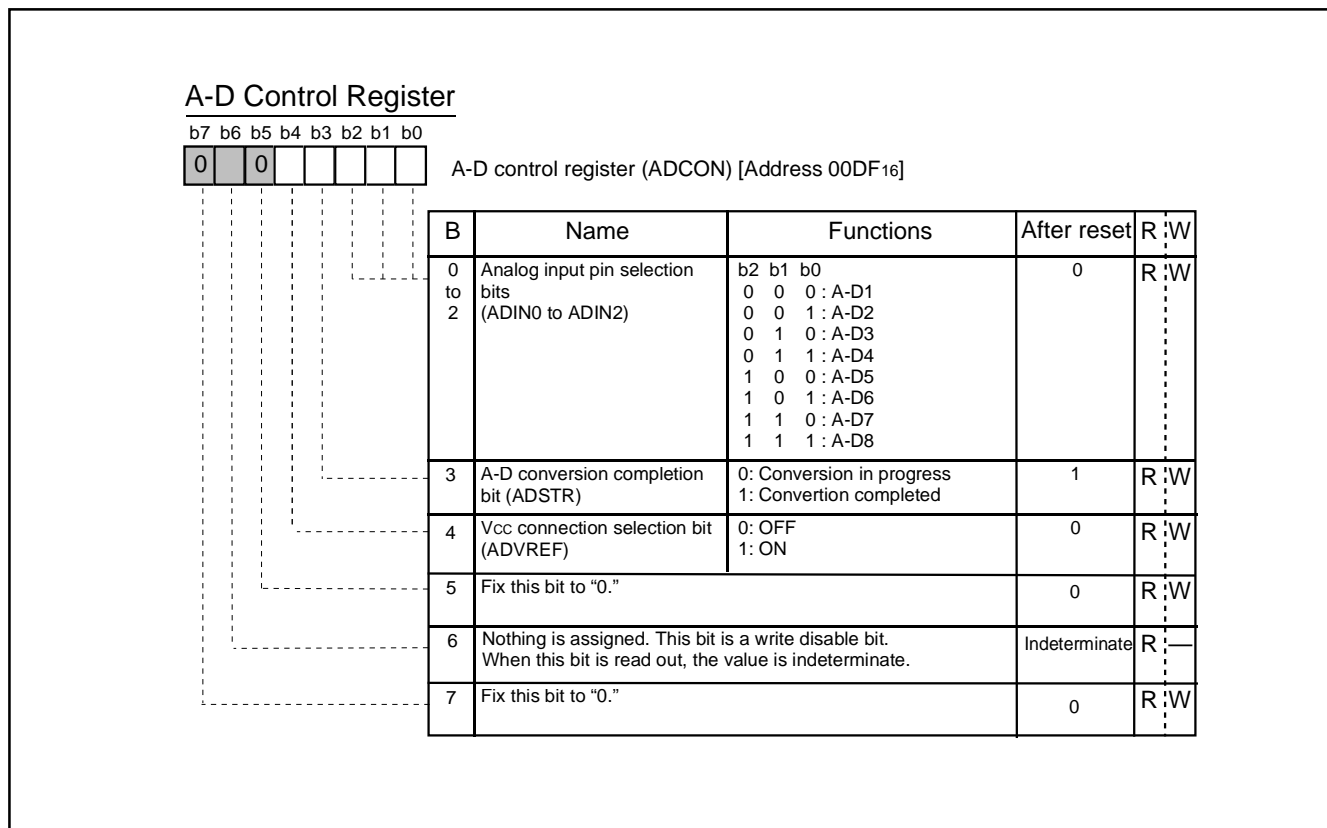 A-D Control Register
b7 b6 b5 b4 b3 b2 b1 b0
0 0
A-D control register (ADCON) [Address 00DF16]
B Name Functions After reset R W
0 to 2
Analog input pin selection
bits
(ADIN0 to ADIN2)
b2 b1 b0
0 0 0 : A-D1
0 0 1 : A-D2
0 1 0 : A-D3
0 1 1 : A-D4
1 0 0 : A-D5
1 0 1 : A-D6
1 1 0 : A-D7
1 1 1 : A-D8
0 R W
3
A-D conversion completion
bit (ADSTR)
0: Conversion in progress
1: Convertion completed
1 R W
4
VCC connection selection bit
(ADVREF)
0: OFF
1: ON
0 R W
5 Fix this bit to “0.” 0 R W
6
Nothing is assigned. This bit is a write disable bit.
When this bit is read out, the value is indeterminate.
Indeterminate R —
7 Fix this bit to “0.” 0 R W